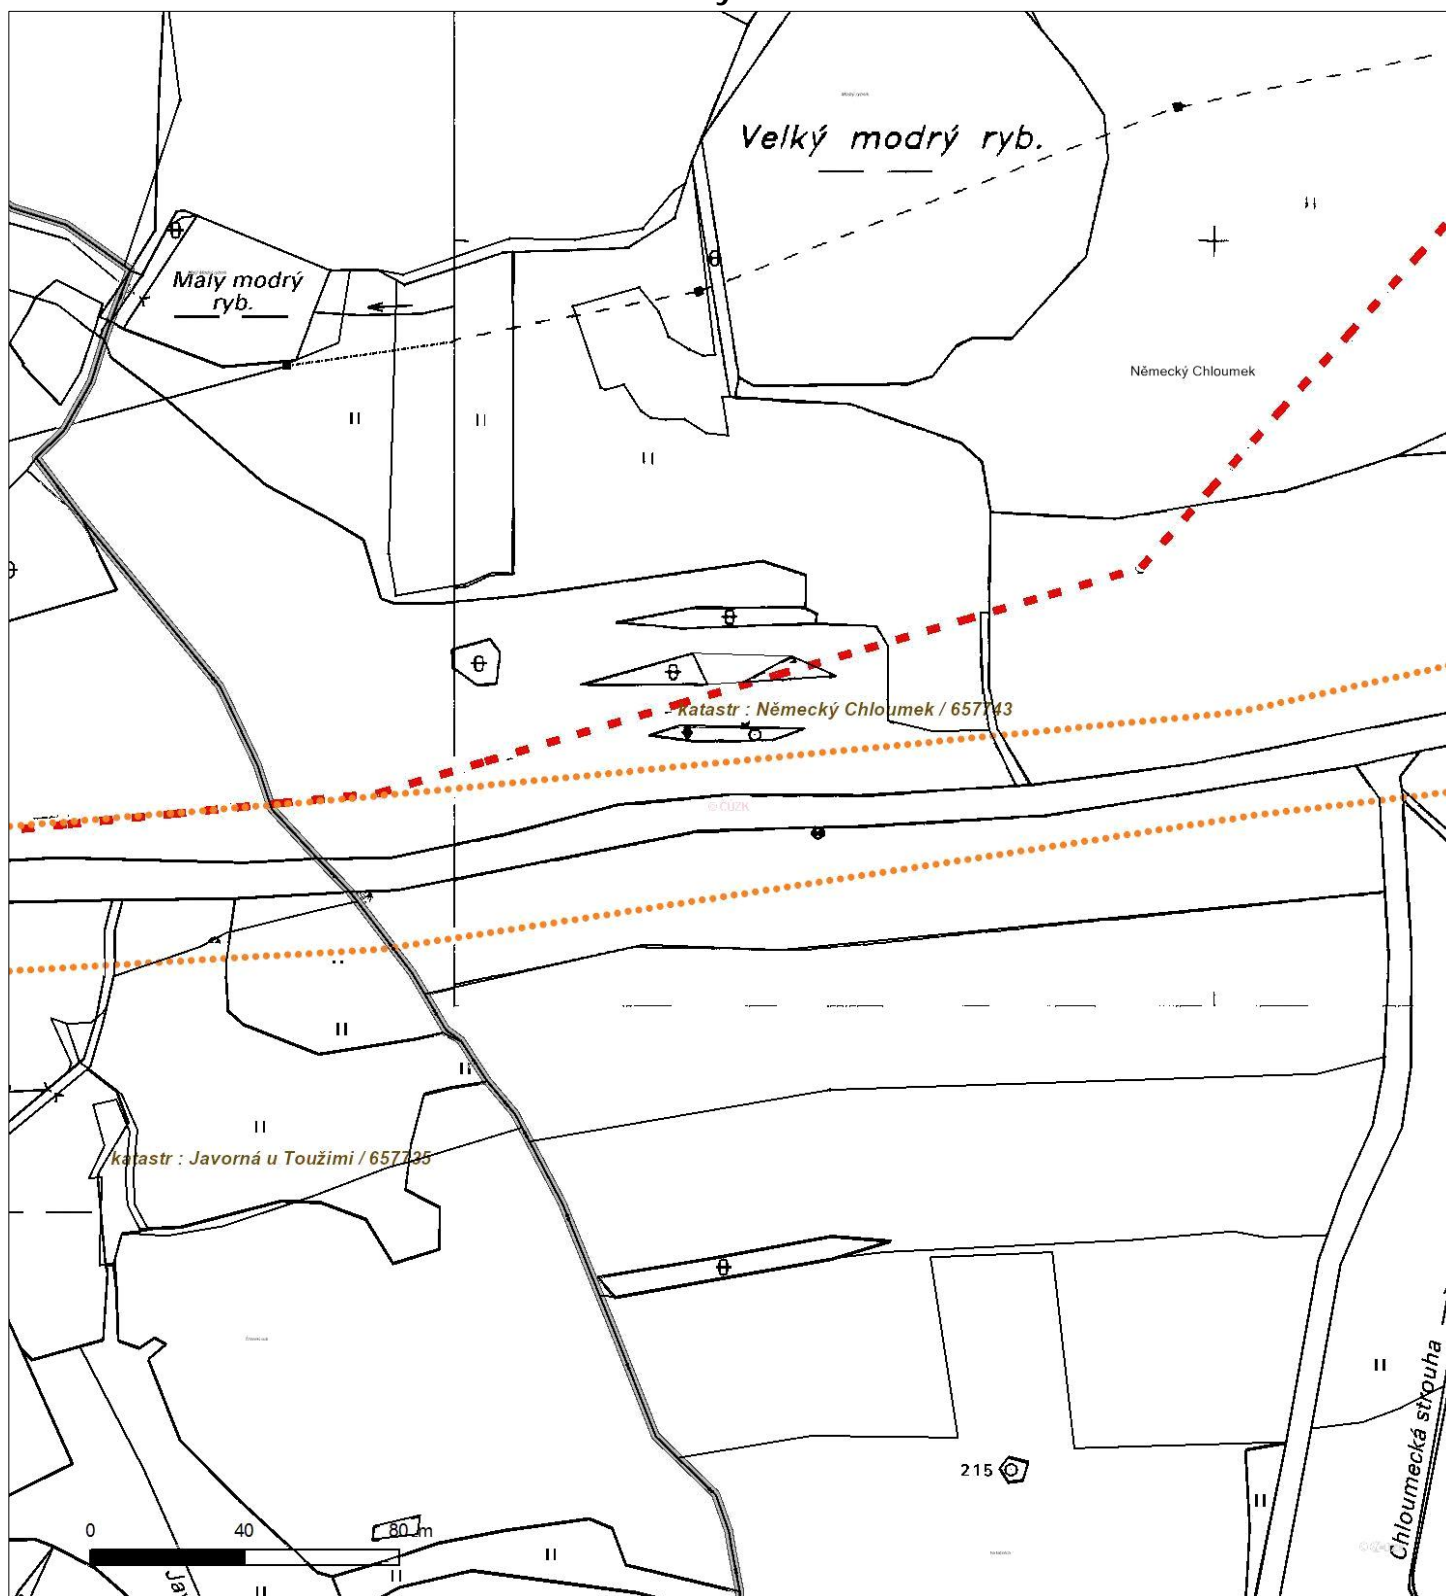 Velký modrý ryb.
Malý modrý
ryb.
Německý Chloumek
katastr : Německý Chloumek / 657743
© ČÚZK
katastr : Javorná u Toužimi / 657735
215
Chloumecká strouha
0 40 80 m
Jav